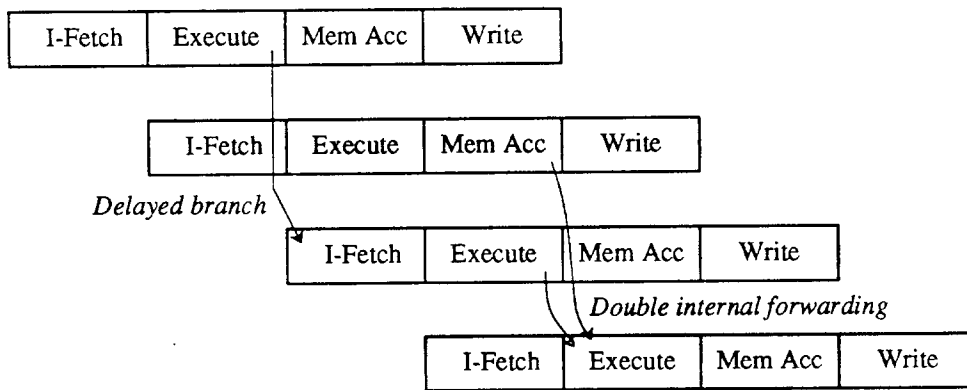 I-Fetch Execute Mem Acc Write
I-Fetch Execute Mem Acc Write
Delayed branch
I-Fetch Execute Mem Acc Write
Double internal forwarding
I-Fetch Execute Mem Acc Write